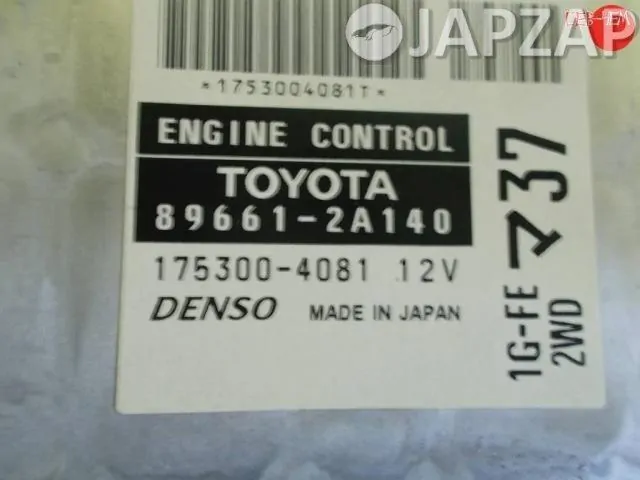 JAPZAP
*1753004081T*
ENGINE CONTROL
TOYOTA
89661-2A140
175300-4081 12V
DENSO MADE IN JAPAN
マ37
1G-FE
2WD